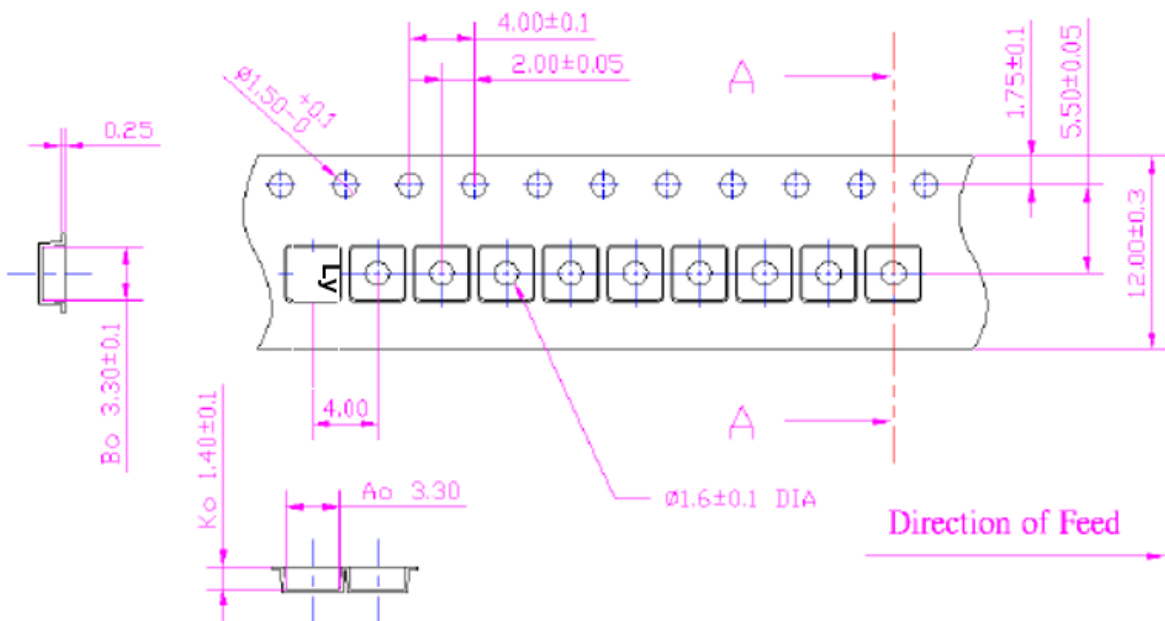 4.00±0.1
2.00±0.05
A
1.75±0.1
5.50±0.05
Ø1.50 +0.1 -0
0.25
12.00±0.3
Ly
Bo 3.30±0.1
4.00
A
Ko 1.40±0.1
Ao 3.30
Ø1.6±0.1 DIA
Direction of Feed